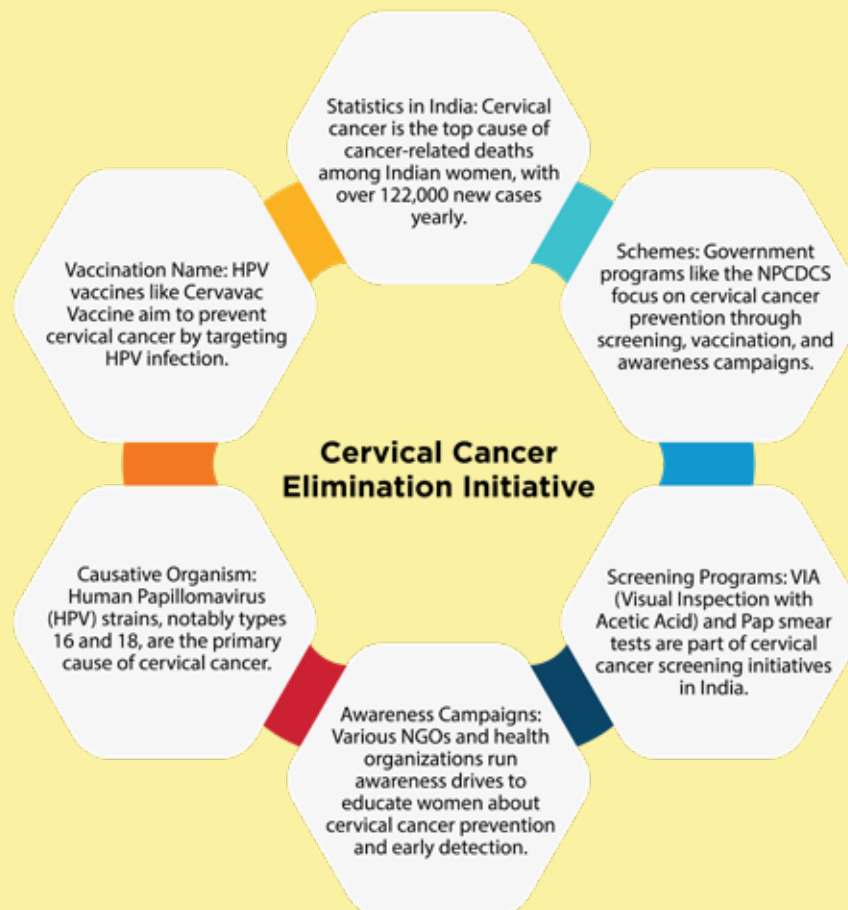 Statistics in India: Cervical
cancer is the top cause of
cancer-related deaths
among Indian women, with
over 122,000 new cases
yearly.
Schemes: Government
programs like the NPCDCS
focus on cervical cancer
prevention through
screening, vaccination, and
awareness campaigns.
Vaccination Name: HPV
vaccines like Cervavac
Vaccine aim to prevent
cervical cancer by targeting
HPV infection.
Cervical Cancer
Elimination Initiative
Causative Organism:
Human Papillomavirus
(HPV) strains, notably types
16 and 18, are the primary
cause of cervical cancer.
Screening Programs: VIA
(Visual Inspection with
Acetic Acid) and Pap smear
tests are part of cervical
cancer screening initiatives
in India.
Awareness Campaigns:
Various NGOs and health
organizations run
awareness drives to
educate women about
cervical cancer prevention
and early detection.